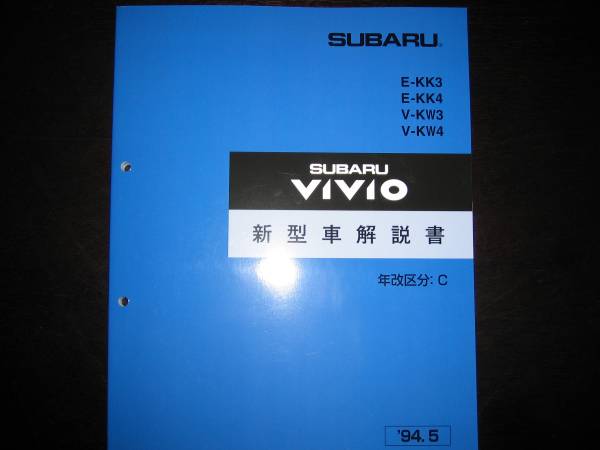 SUBARU®
E-KK3
E-KK4
V-KW3
V-KW4
SUBARU
VIVIO
新型車解説書
年改区分: C
'94. 5